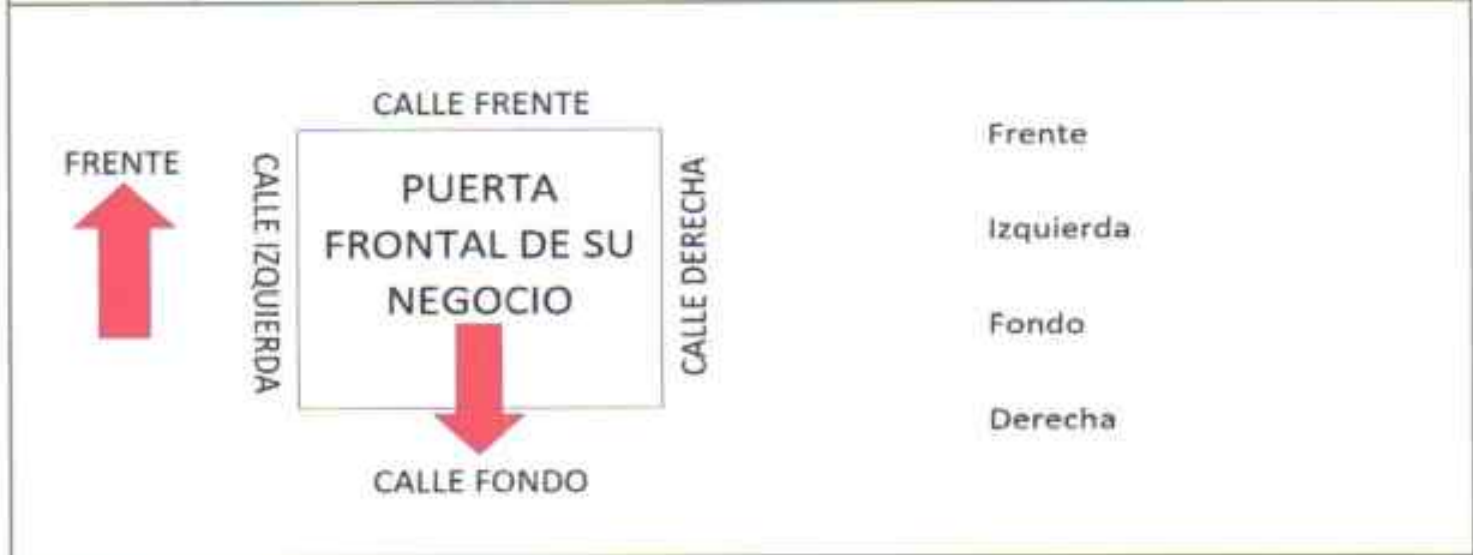 CALLE FRENTE
FRENTE
CALLE IZQUIERDA
PUERTA
FRONTAL DE SU
NEGOCIO
CALLE DERECHA
CALLE FONDO
Frente
Izquierda
Fondo
Derecha